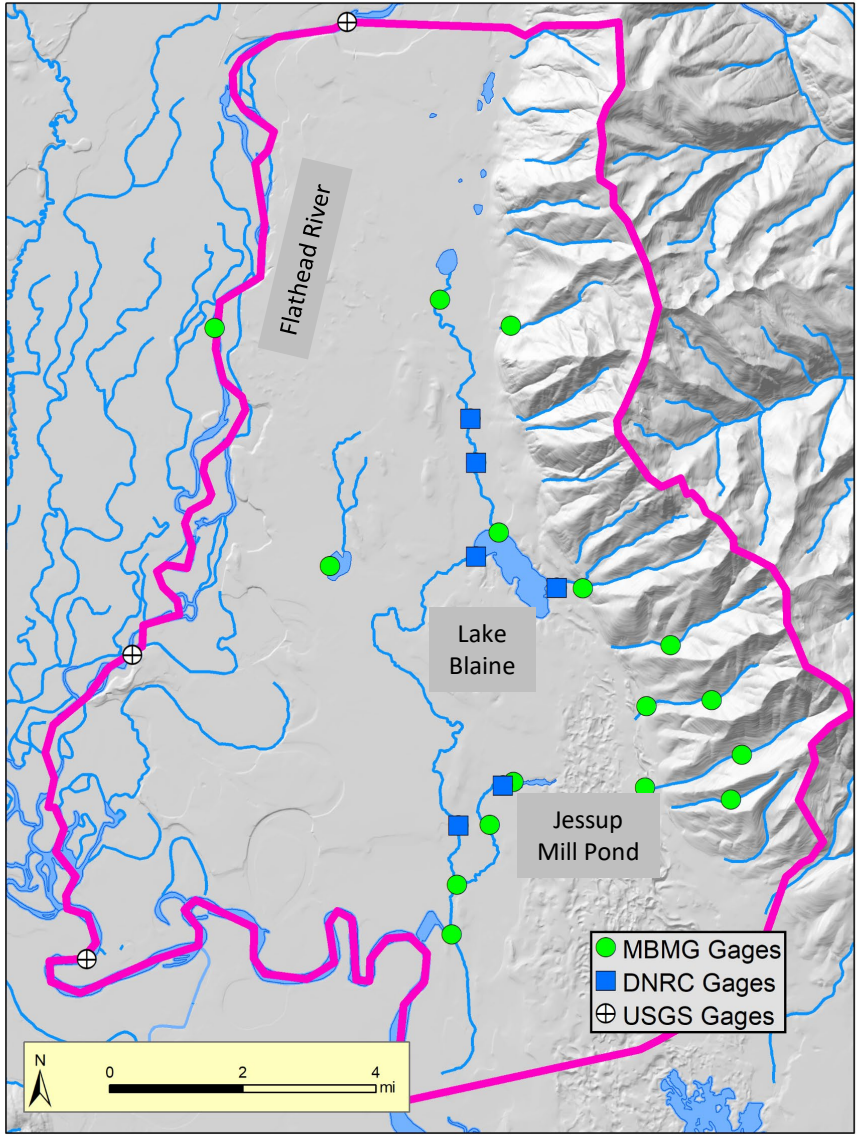 Flathead River
Lake
Blaine
Jessup
Mill Pond
MBMG Gages
DNRC Gages
USGS Gages
N
0 2 4
mi